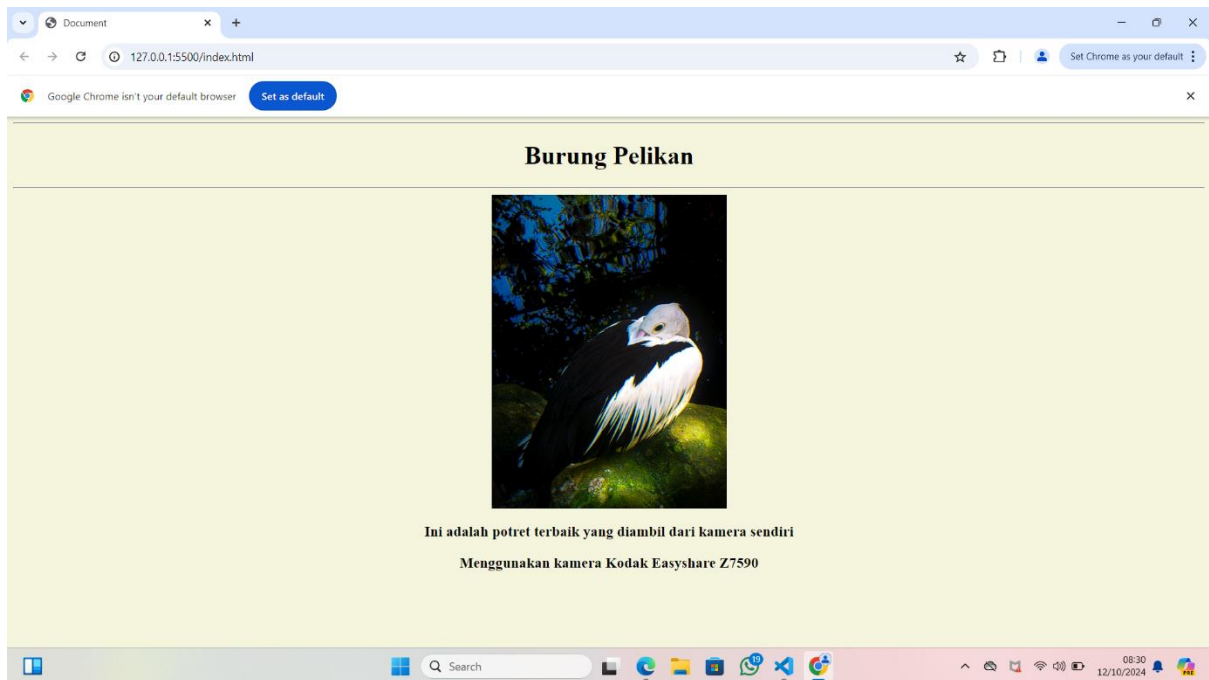 Document
127.0.0.1:5500/index.html
Set Chrome as your default
Google Chrome isn't your default browser
Set as default
Burung Pelikan
Ini adalah potret terbaik yang diambil dari kamera sendiri
Menggunakan kamera Kodak Easyshare Z7590
Search
19
08:30
12/10/2024
PRE